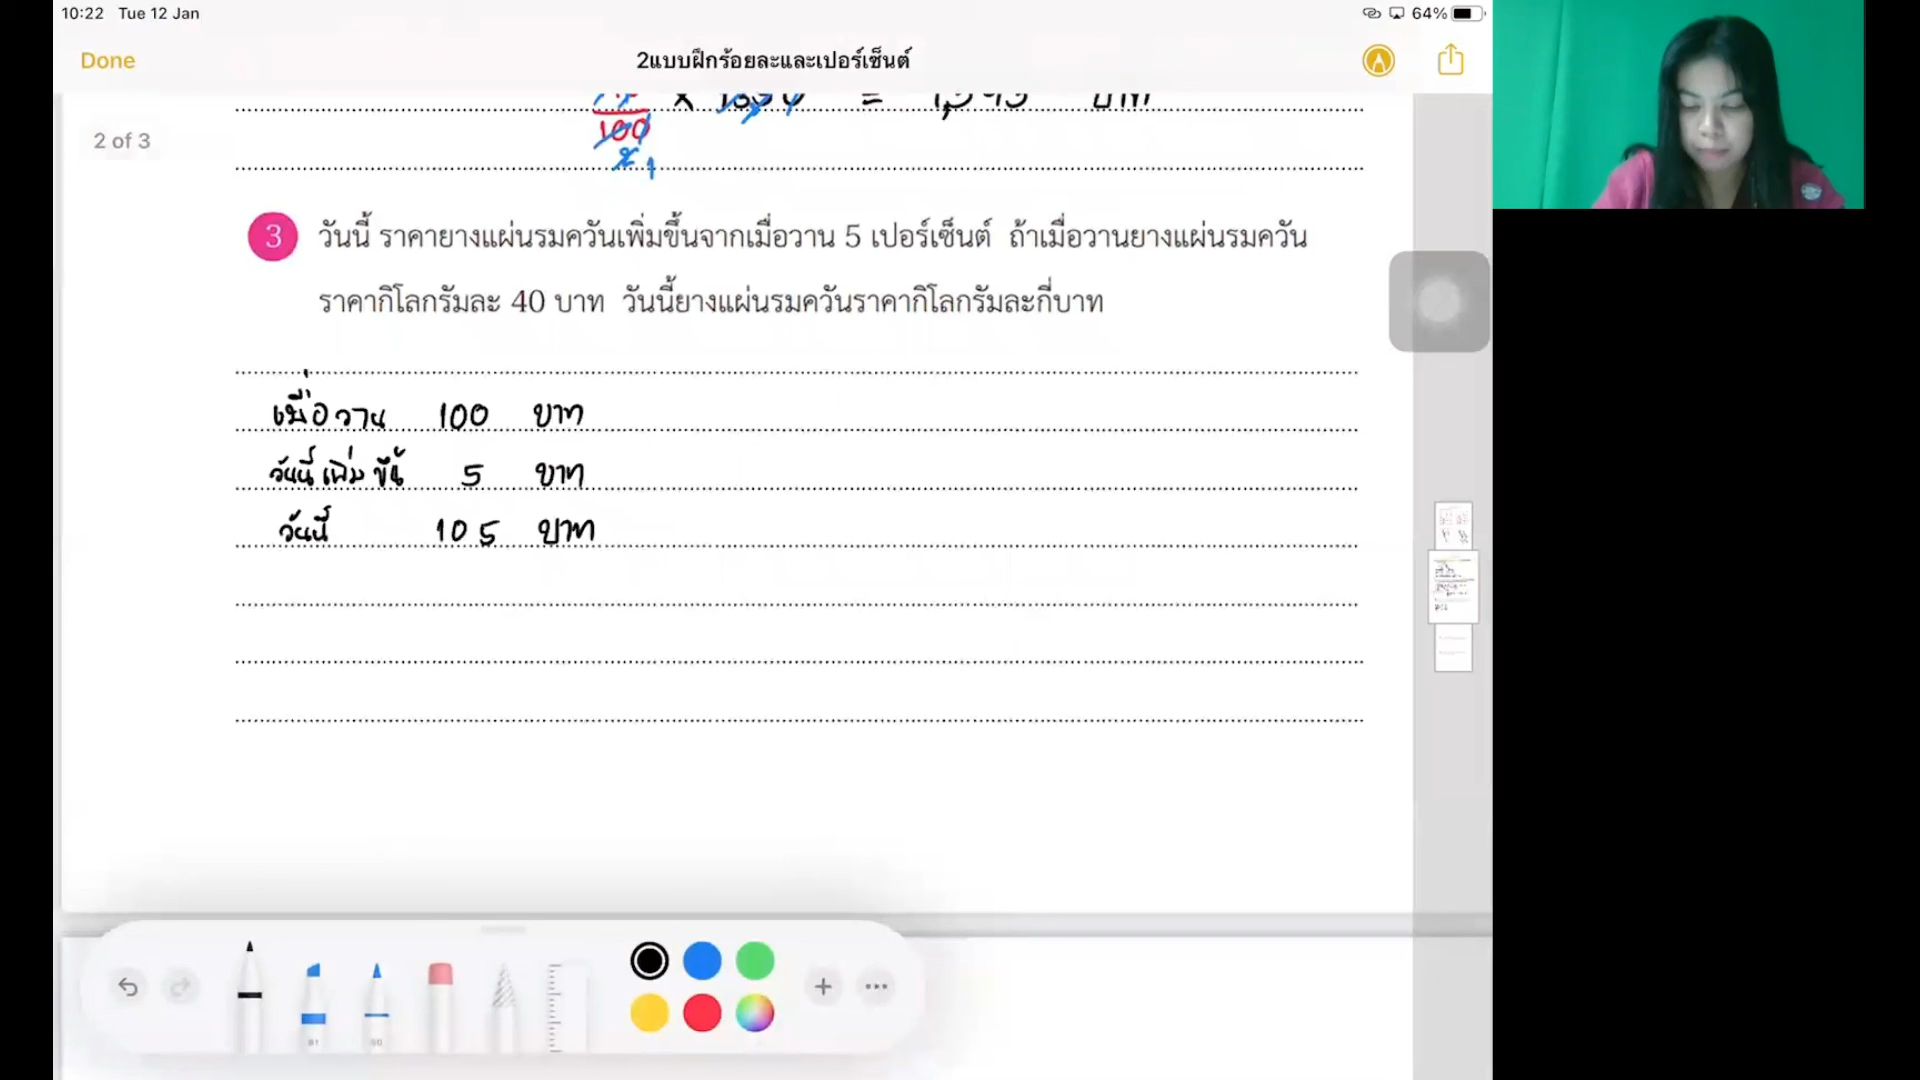 10:22 Tue 12 Jan
64%
Done
2แบบฝึกร้อยละและเปอร์เซ็นต์
2 of 3
100
1
3 วันนี้ ราคายางแผ่นรมควันเพิ่มขึ้นจากเมื่อวาน 5 เปอร์เซ็นต์ ถ้าเมื่อวานยางแผ่นรมควัน
ราคากิโลกรัมละ 40 บาท วันนี้ยางแผ่นรมควันราคากิโลกรัมละกี่บาท
เมื่อวาน 100 บาท
วันนี้เพิ่มขึ้น 5 บาท
วันนี้ 105 บาท